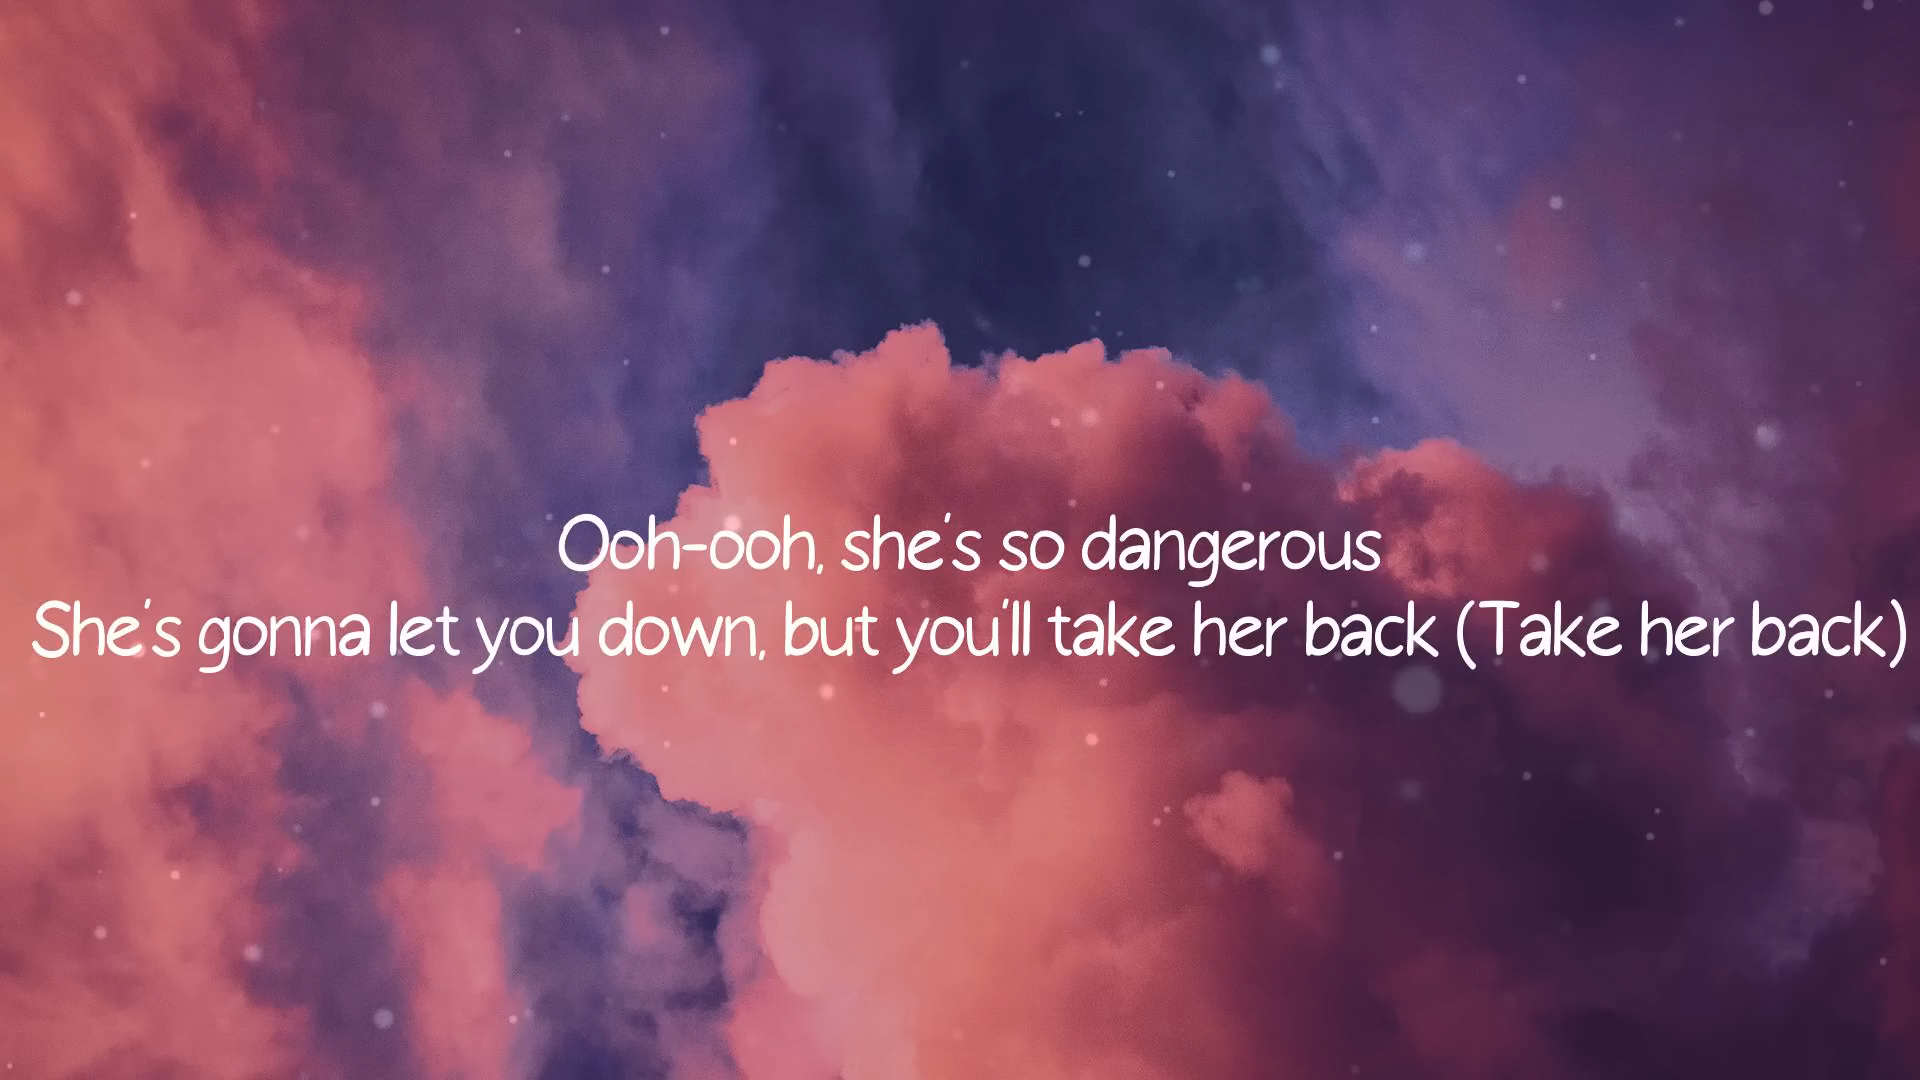 Ooh-ooh, she's so dangerous
She's gonna let you down, but you'll take her back (Take her back)